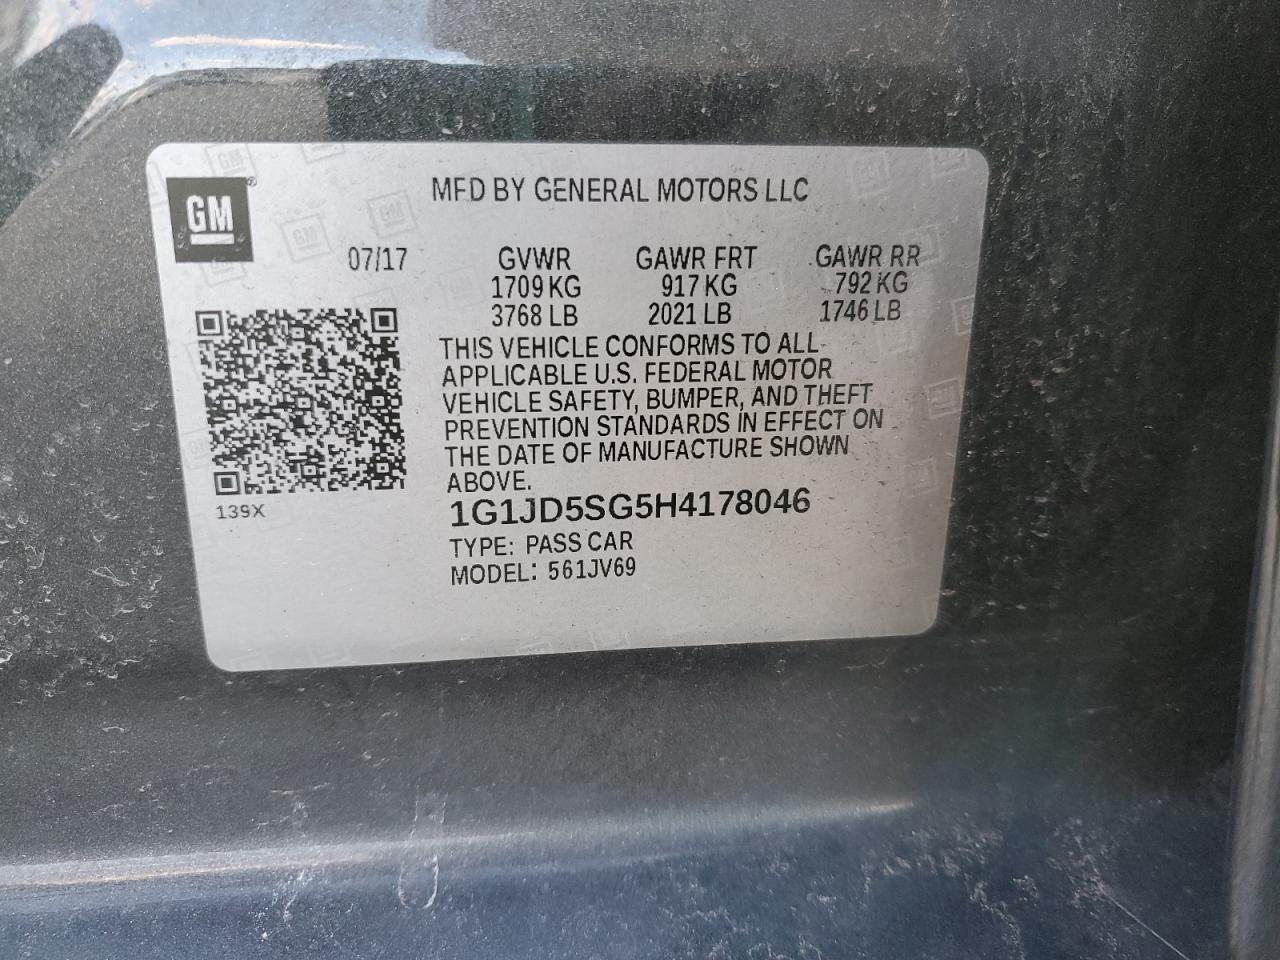 MFD BY GENERAL MOTORS LLC
GM®
07/17 GVWR GAWR FRT GAWR RR
1709 KG 917 KG 792 KG
3768 LB 2021 LB 1746 LB
THIS VEHICLE CONFORMS TO ALL
APPLICABLE U.S. FEDERAL MOTOR
VEHICLE SAFETY, BUMPER, AND THEFT
PREVENTION STANDARDS IN EFFECT ON
THE DATE OF MANUFACTURE SHOWN
ABOVE.
139X
1G1JD5SG5H4178046
TYPE: PASS CAR
MODEL: 561JV69